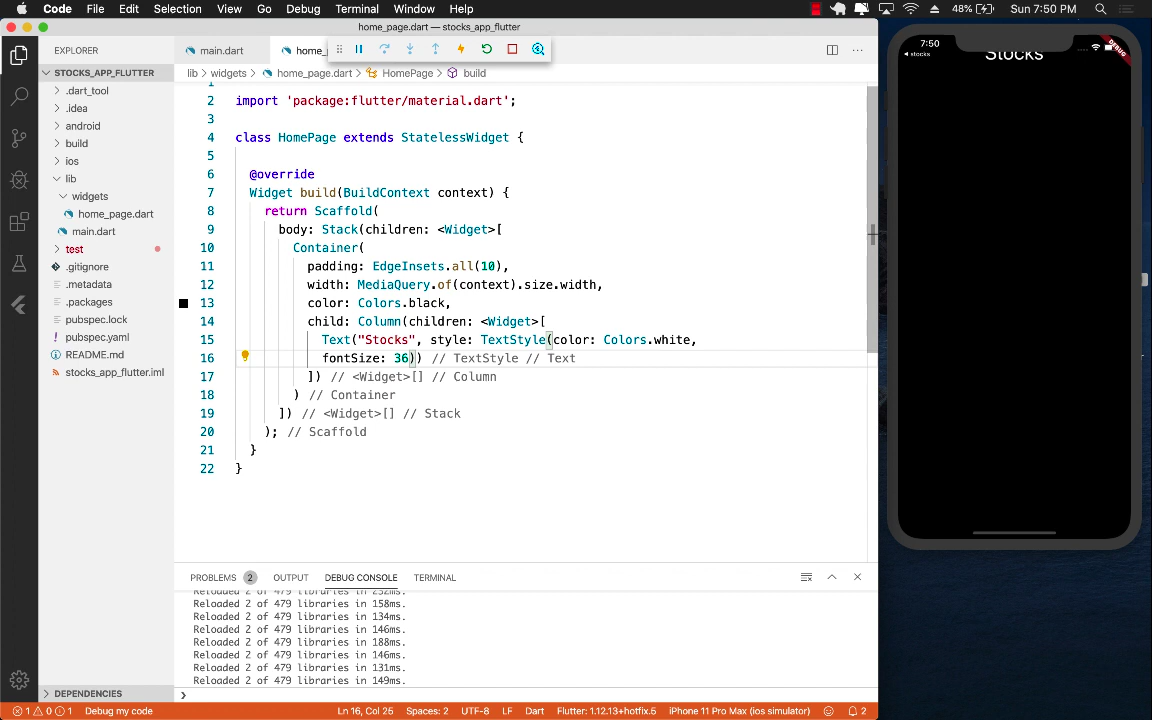 Code File Edit Selection View Go Debug Terminal Window Help 48% Sun 7:50 PM
home_page.dart — stocks_app_flutter
EXPLORER
STOCKS_APP_FLUTTER
.dart_tool
.idea
android
build
ios
lib
widgets
home_page.dart
main.dart
test
.gitignore
.metadata
.packages
pubspec.lock
pubspec.yaml
README.md
stocks_app_flutter.iml
DEPENDENCIES
main.dart home_
lib > widgets > home_page.dart > HomePage > build
1
2 import 'package:flutter/material.dart';
3
4 class HomePage extends StatelessWidget {
5
6 @override
7 Widget build(BuildContext context) {
8 return Scaffold(
9 body: Stack(children: <Widget>[
10 Container(
11 padding: EdgeInsets.all(10),
12 width: MediaQuery.of(context).size.width,
13 color: Colors.black,
14 child: Column(children: <Widget>[
15 Text("Stocks", style: TextStyle(color: Colors.white,
16 fontSize: 36)) // TextStyle // Text
17 ]) // <Widget>[] // Column
18 ) // Container
19 ]) // <Widget>[] // Stack
20 ); // Scaffold
21 }
22 }
PROBLEMS 2 OUTPUT DEBUG CONSOLE TERMINAL
Reloaded 2 of 479 libraries in 232ms.
Reloaded 2 of 479 libraries in 158ms.
Reloaded 2 of 479 libraries in 134ms.
Reloaded 2 of 479 libraries in 146ms.
Reloaded 2 of 479 libraries in 188ms.
Reloaded 2 of 479 libraries in 146ms.
Reloaded 2 of 479 libraries in 131ms.
Reloaded 2 of 479 libraries in 149ms.
1 0 1 Debug my code Ln 16, Col 25 Spaces: 2 UTF-8 LF Dart Flutter: 1.12.13+hotfix.5 iPhone 11 Pro Max (ios simulator) 2
7:50
stocks
Stocks
DEBUG